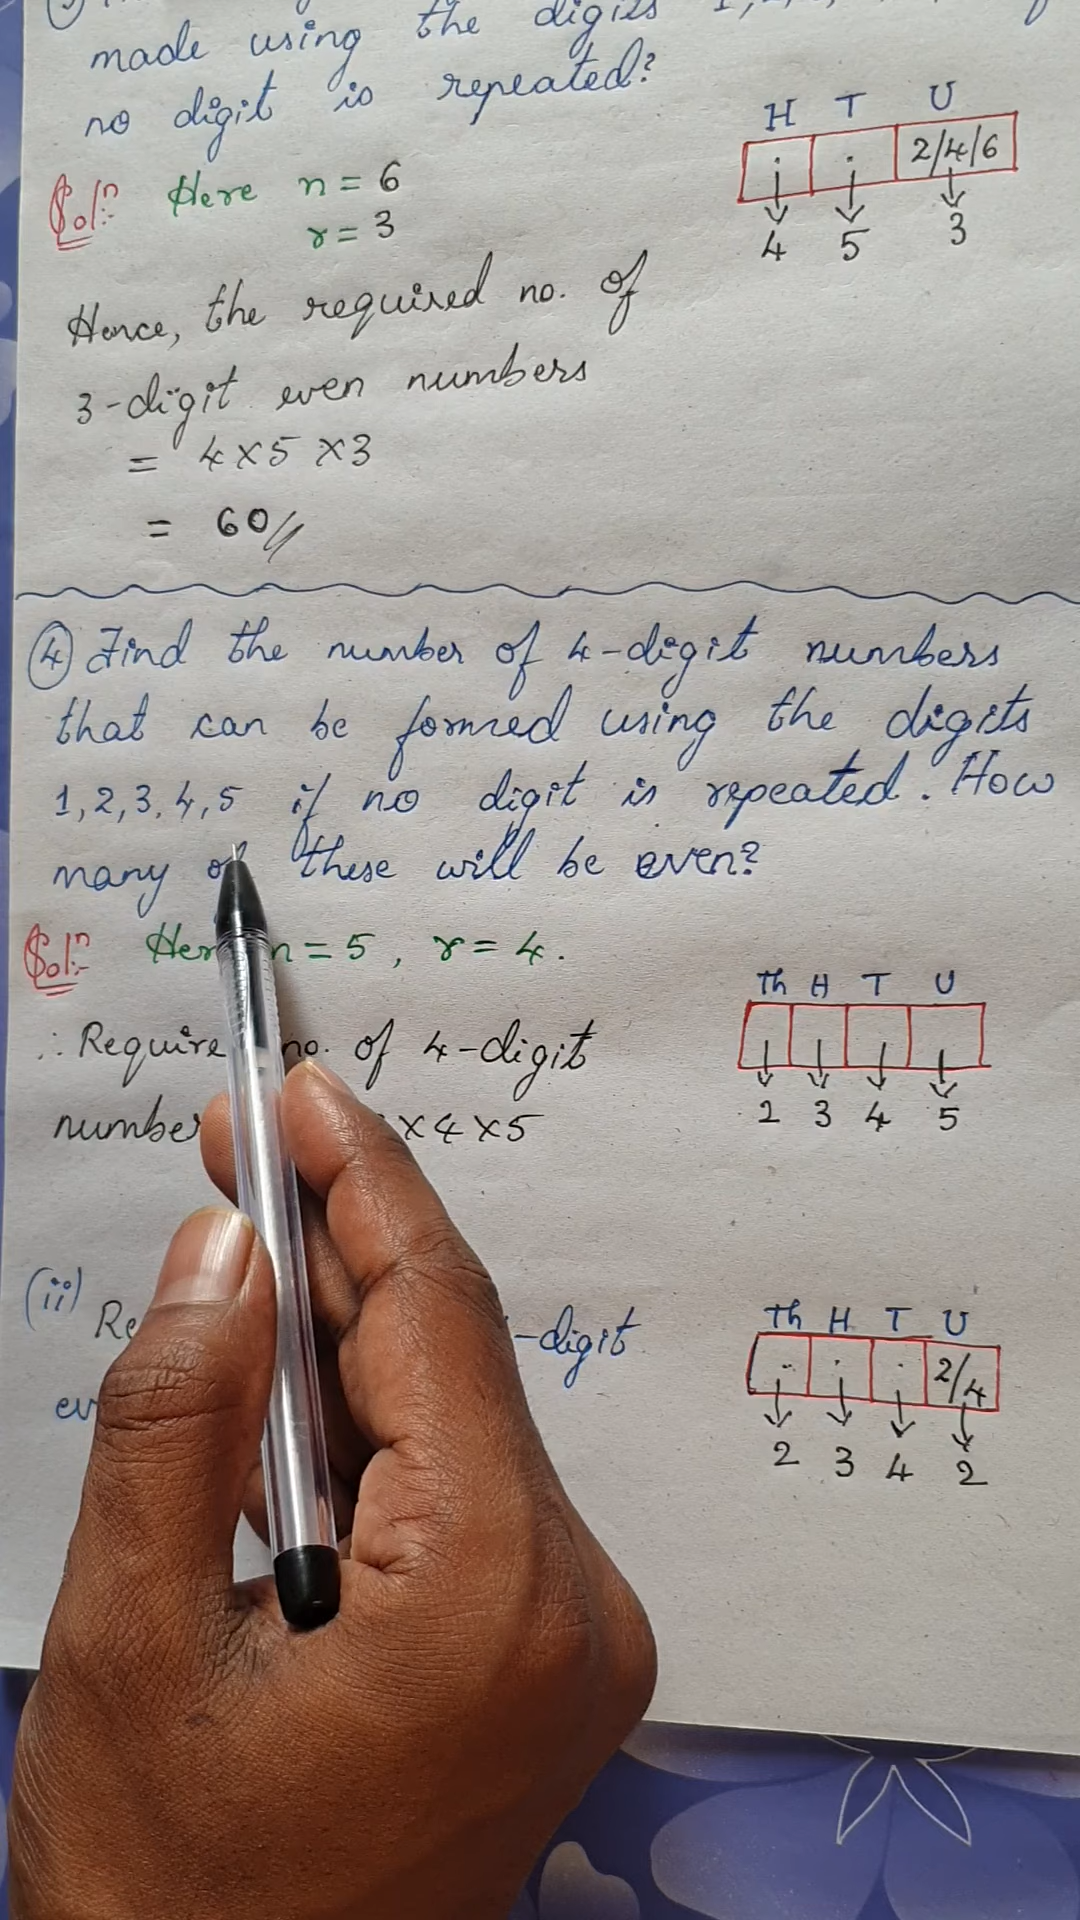 made using the digits
no digit is repeated?
H T U
2/4/6
4 5 3
Sol^n:-
Here n = 6
r = 3
Hence, the required no. of
3-digit even numbers
= 4 × 5 × 3
= 60//
④ Find the number of 4-digit numbers
that can be formed using the digits
1, 2, 3, 4, 5 if no digit is repeated. How
many of these will be even?
Sol^n:-
n = 5, r = 4.
Th H T U
2 3 4 5
∴ no. of 4-digit
× 4 × 5
(ii)
-digit
Th H T U
2/4
2 3 4 2